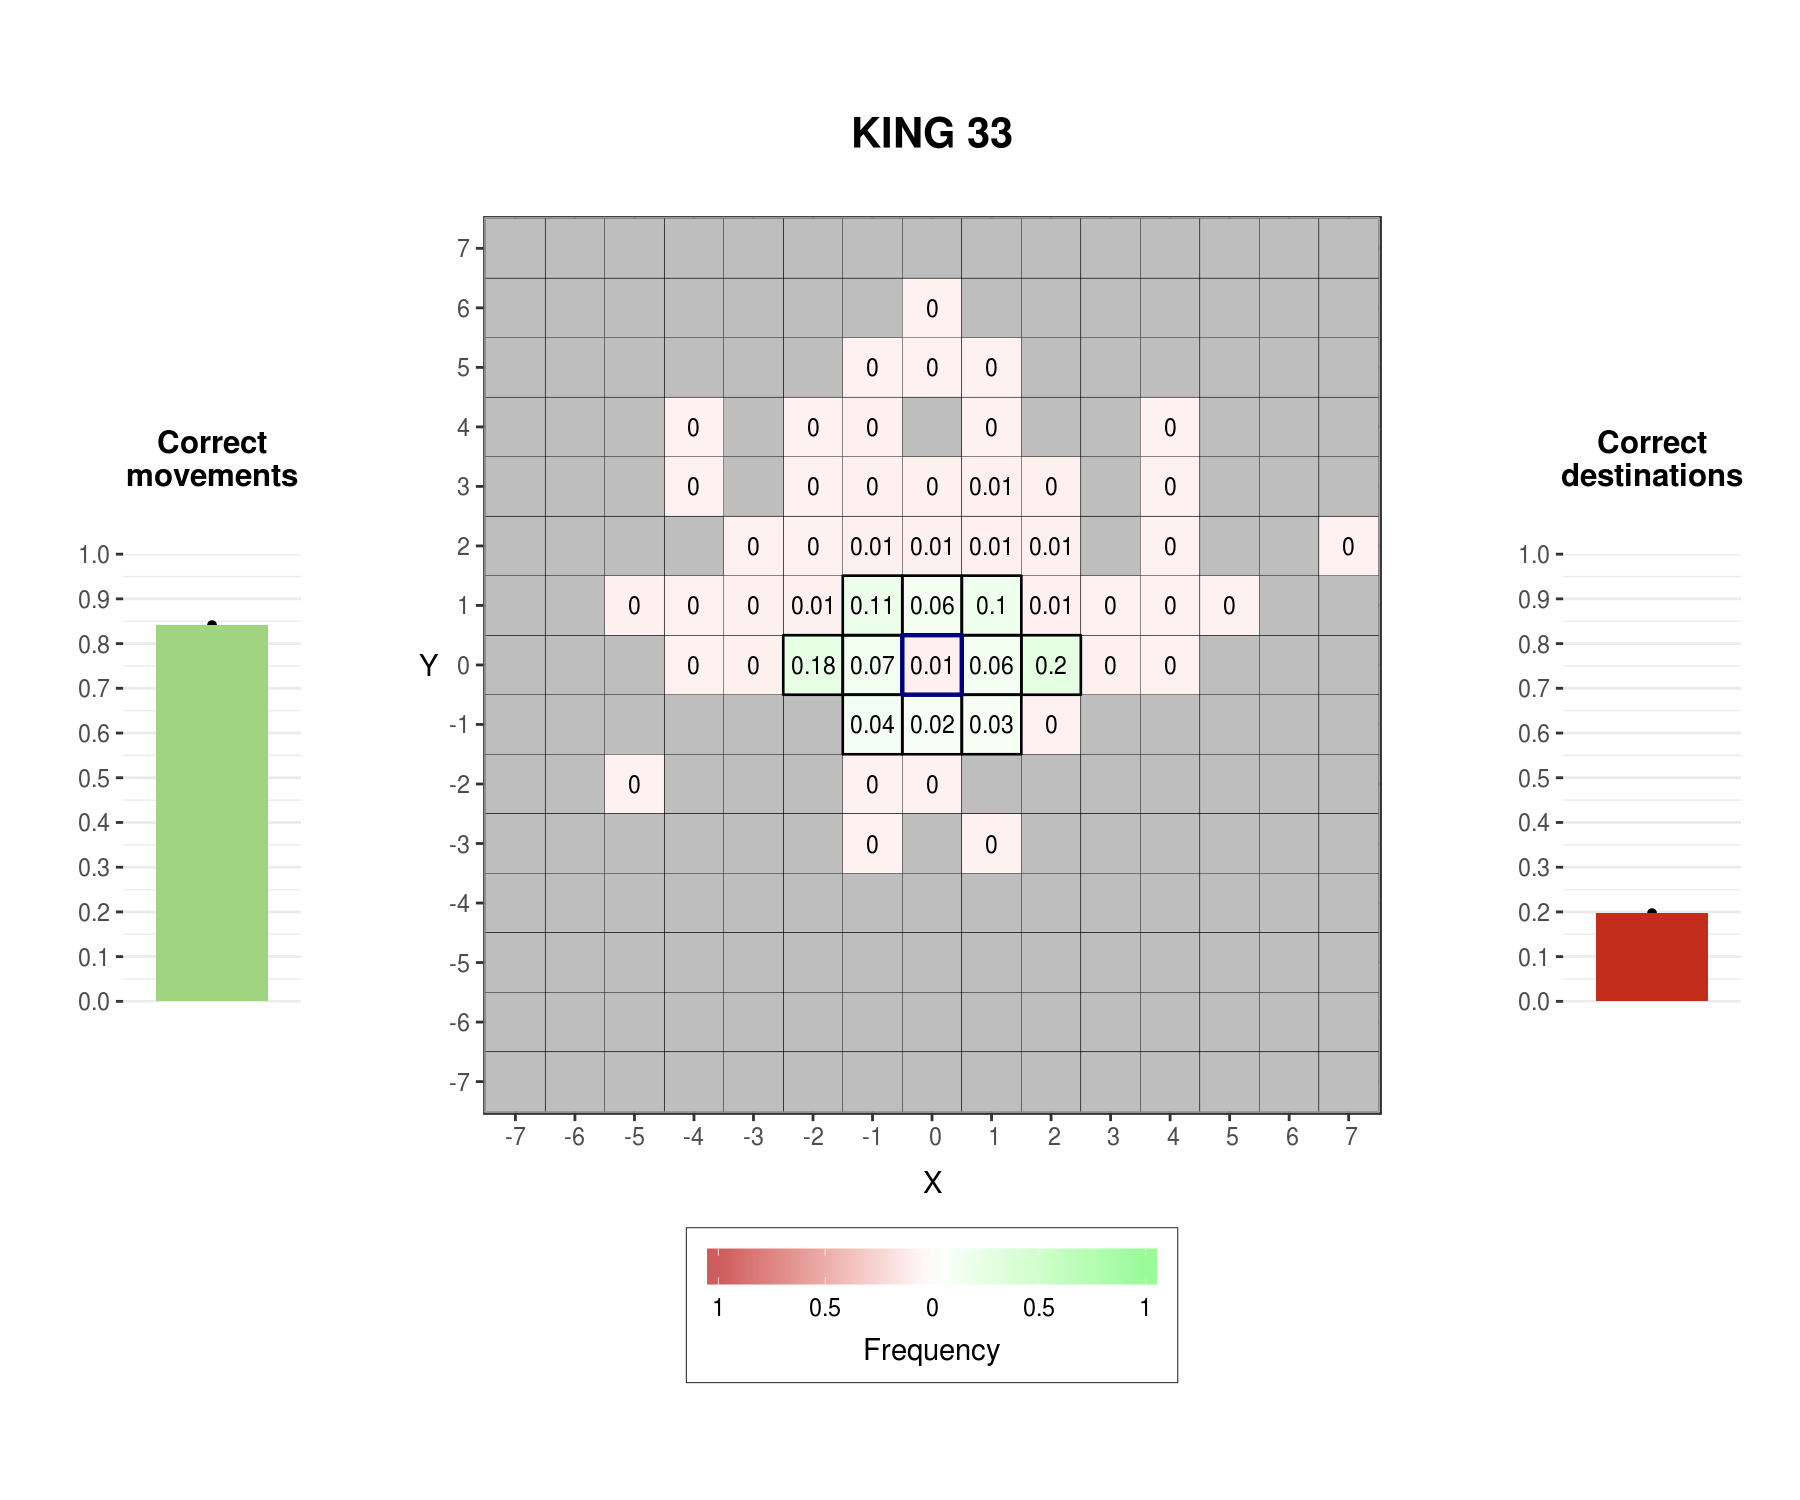 KING 33
Correct
movements
1.0
0.9
0.8
0.7
0.6
0.5
0.4
0.3
0.2
0.1
0.0
Y
7
6 0
5 0 0 0
4 0 0 0 0 0
3 0 0 0 0 0.01 0 0
2 0 0 0.01 0.01 0.01 0.01 0 0
1 0 0 0 0.01 0.11 0.06 0.1 0.01 0 0 0
0 0 0 0.18 0.07 0.01 0.06 0.2 0 0
-1 0.04 0.02 0.03 0
-2 0 0 0
-3 0 0
-4
-5
-6
-7
-7 -6 -5 -4 -3 -2 -1 0 1 2 3 4 5 6 7
X
1 0.5 0 0.5 1
Frequency
Correct
destinations
1.0
0.9
0.8
0.7
0.6
0.5
0.4
0.3
0.2
0.1
0.0